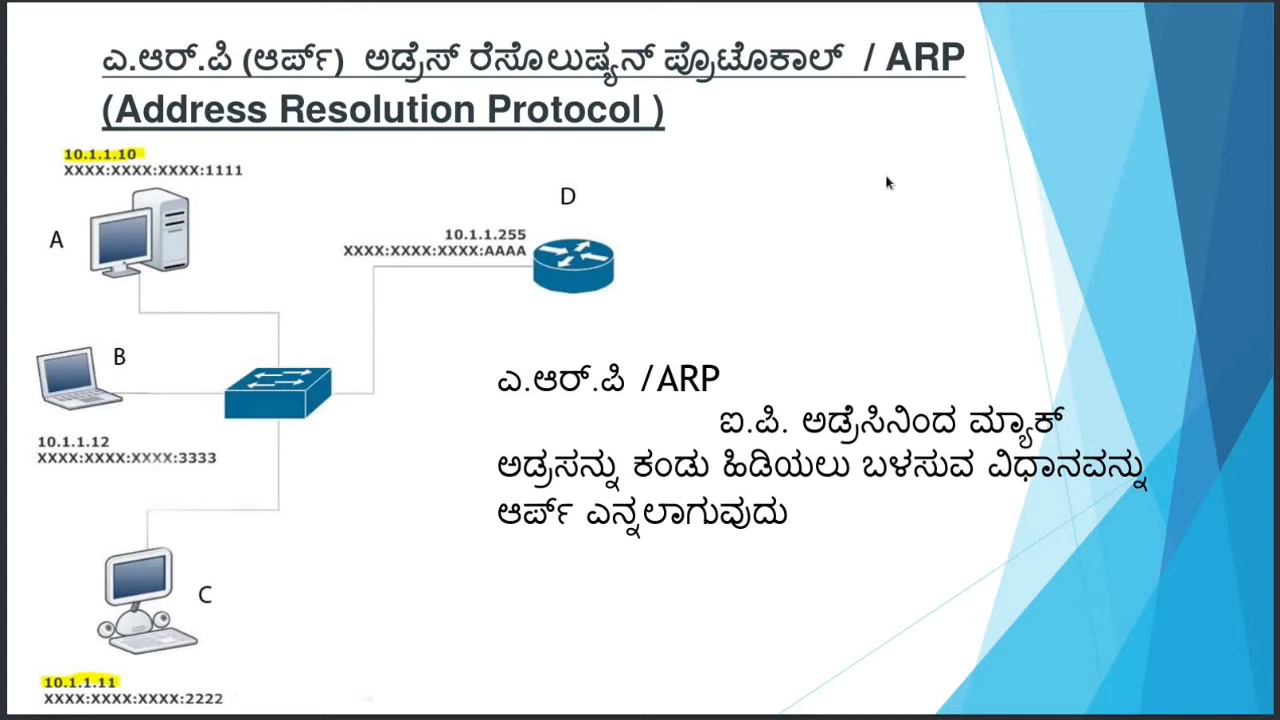 ಎ.ಆರ್.ಪಿ (ಆರ್ಪ್) ಅಡ್ರೆಸ್ ರೆಸೊಲುಷ್ಯನ್ ಪ್ರೊಟೊಕಾಲ್ / ARP
(Address Resolution Protocol )
10.1.1.10
XXXX:XXXX:XXXX:1111
A
D
10.1.1.255
XXXX:XXXX:XXXX:AAAA
B
10.1.1.12
XXXX:XXXX:XXXX:3333
C
10.1.1.11
XXXX:XXXX:XXXX:2222
ಎ.ಆರ್.ಪಿ /ARP
ಐ.ಪಿ. ಅಡ್ರೆಸಿನಿಂದ ಮ್ಯಾಕ್
ಅಡ್ರಸನ್ನು ಕಂಡು ಹಿಡಿಯಲು ಬಳಸುವ ವಿಧಾನವನ್ನು
ಆರ್ಪ್ ಎನ್ನಲಾಗುವುದು